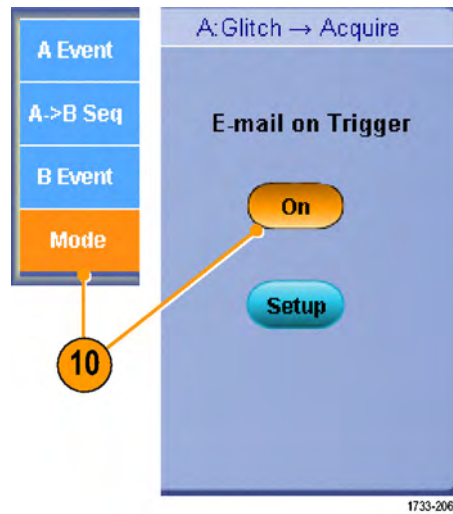 A Event
A->B Seq
B Event
Mode
10
A:Glitch → Acquire
E-mail on Trigger
On
Setup
1733-206